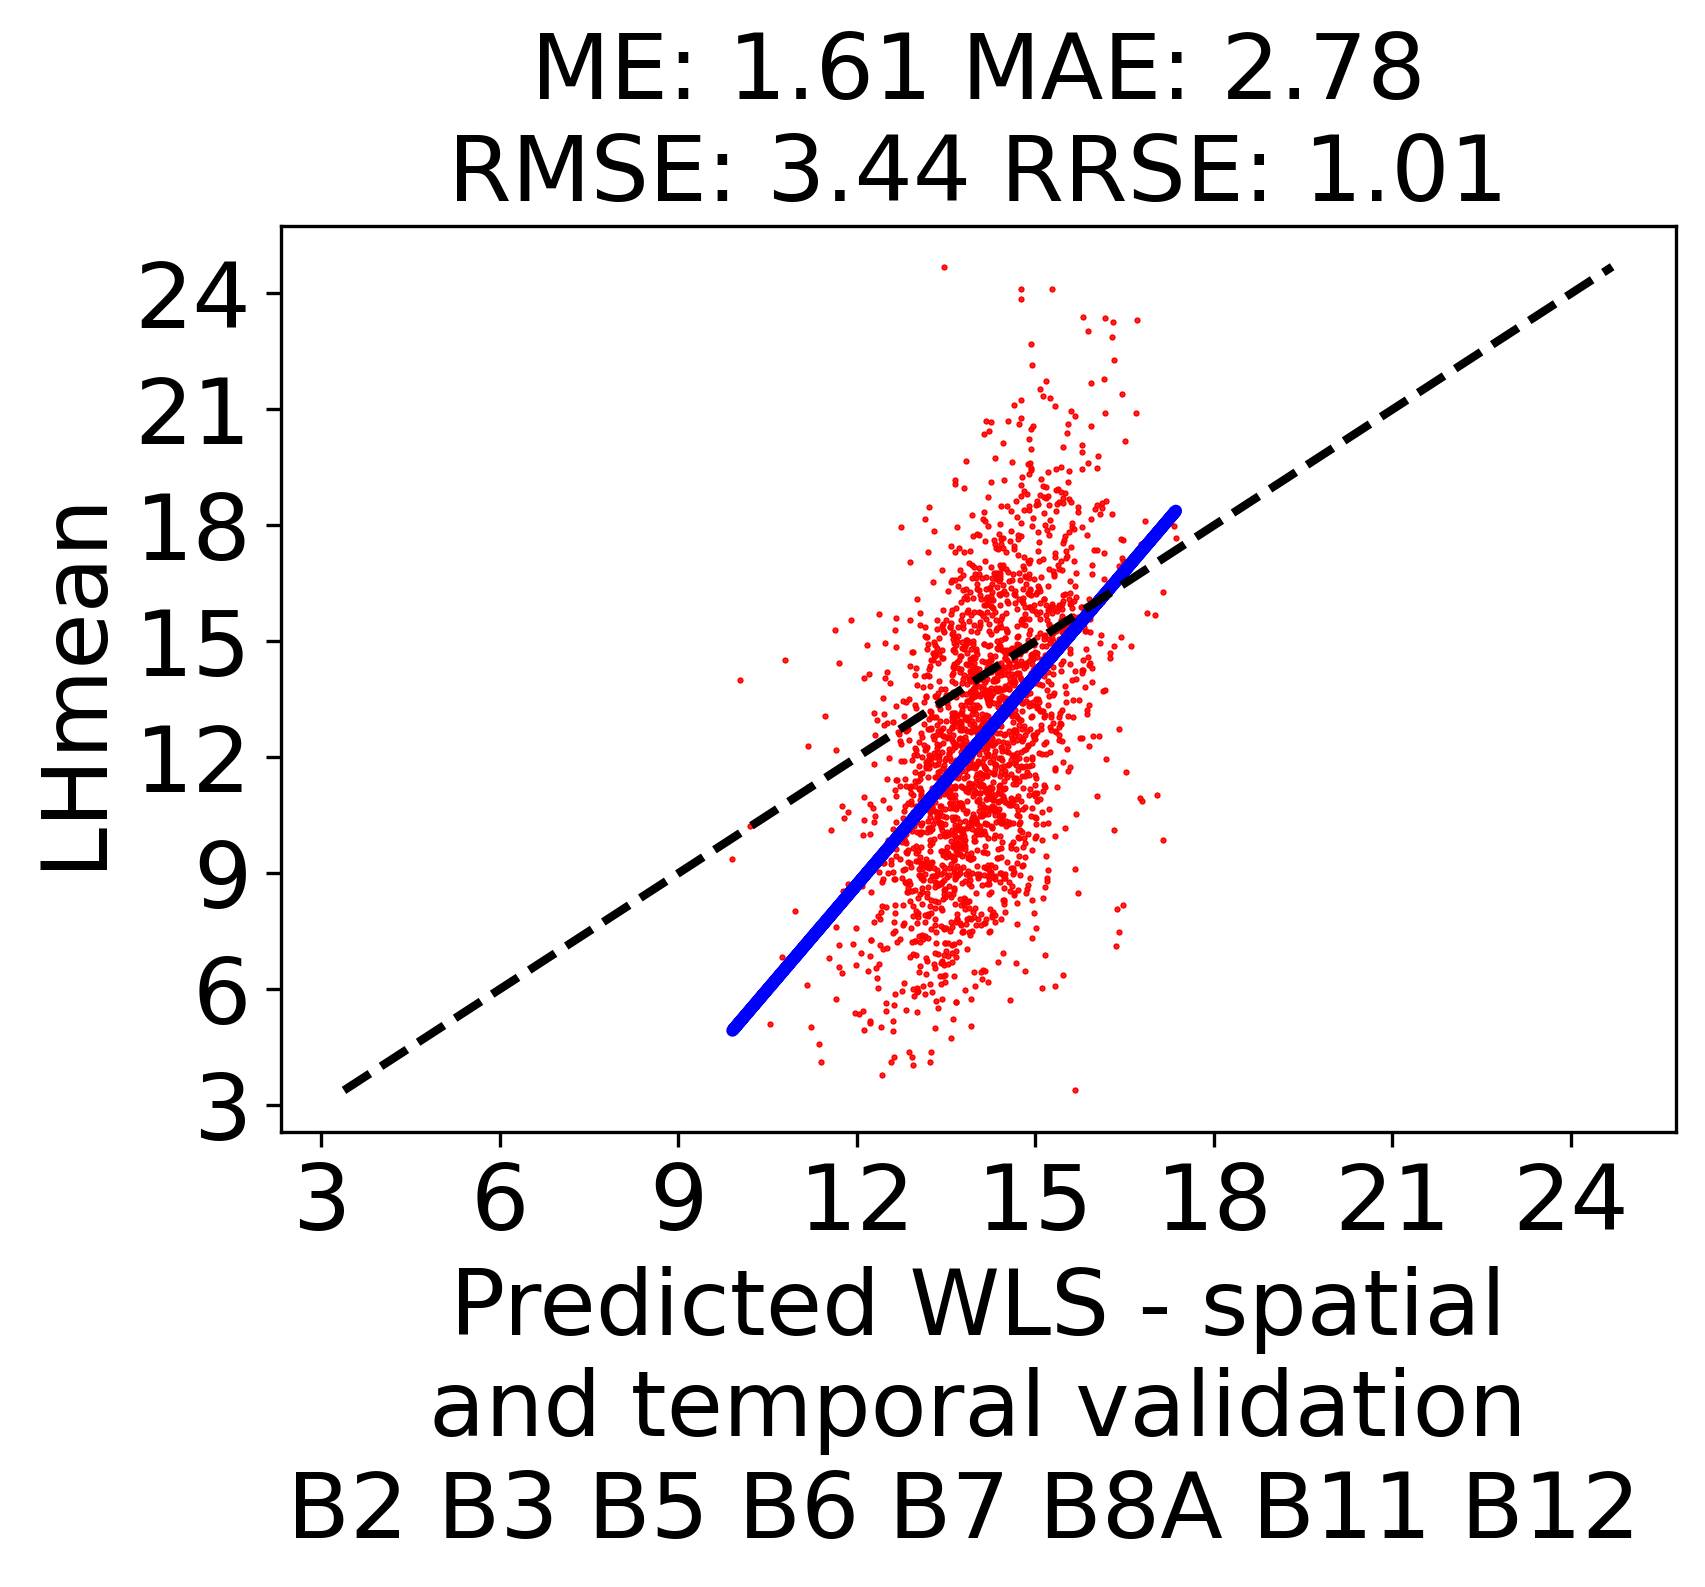 ME: 1.61 MAE: 2.78
RMSE: 3.44 RRSE: 1.01
24
21
18
15
12
9
6
3
LHmean
3 6 9 12 15 18 21 24
Predicted WLS - spatial
and temporal validation
B2 B3 B5 B6 B7 B8A B11 B12